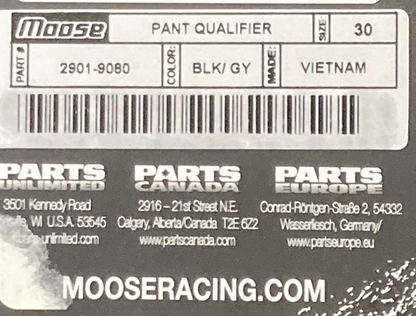 Moose PANT QUALIFIER SIZE: 30
PART # 2901-9080 COLOR: BLK/ GY MADE: VIETNAM
PARTS UNLIMITED
3501 Kennedy Road
WI U.S.A. 53545
-unlimited.com
PARTS CANADA
2916 – 21st Street N.E.
Calgary, Alberta/Canada T2E 6Z2
www.partscanada.com
PARTS EUROPE
Conrad-Röntgen-Straße 2, 54332
Wasserliesch, Germany/
www.partseurope.eu
MOOSERACING.COM